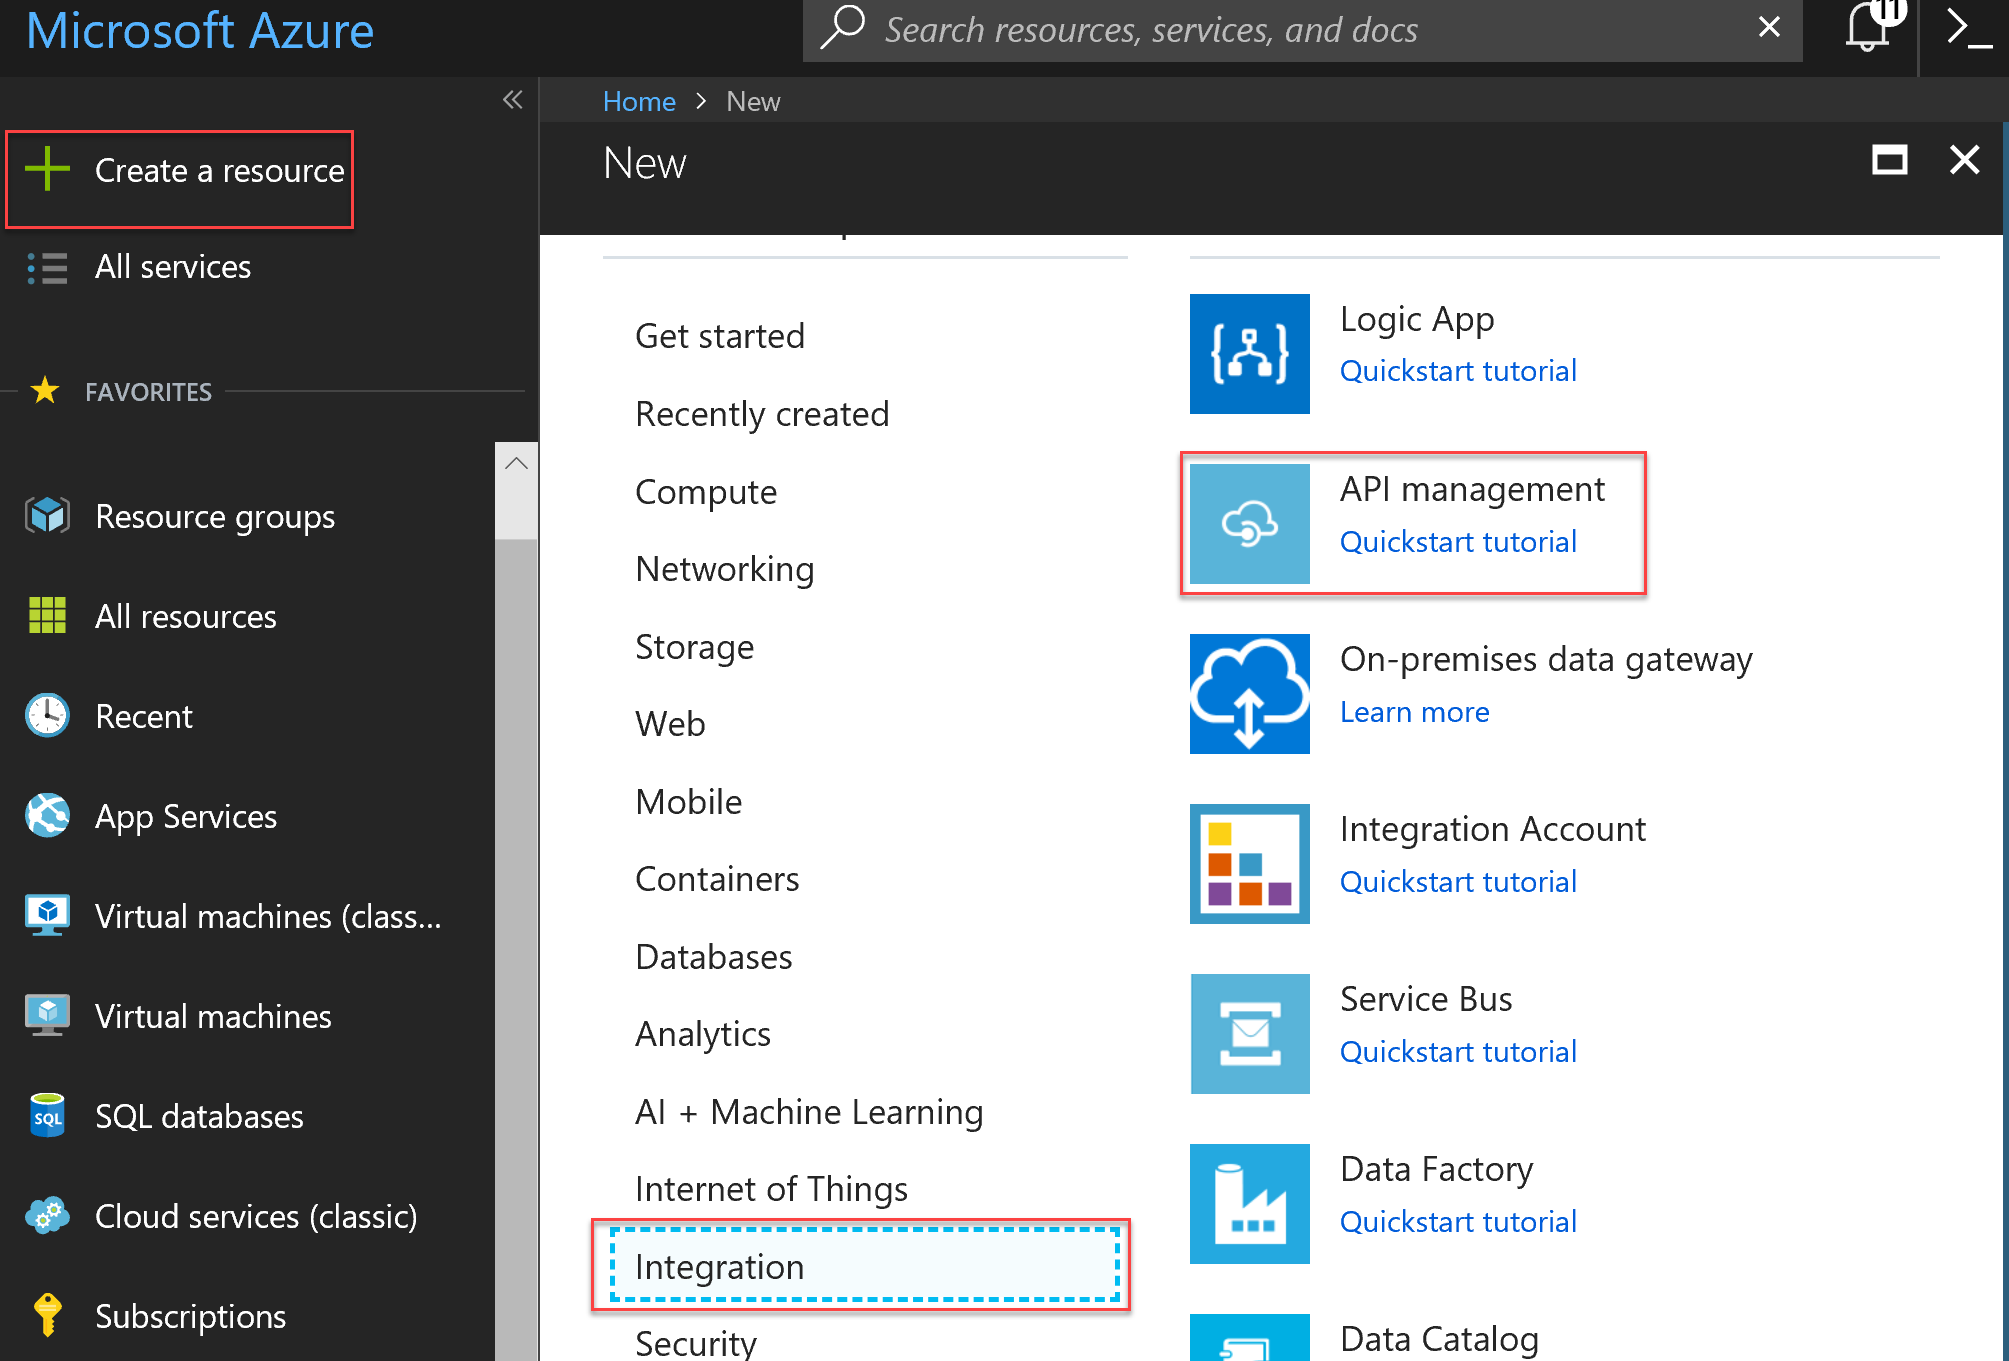 Microsoft Azure
Search resources, services, and docs
11
Home > New
New
Create a resource
All services
FAVORITES
Resource groups
All resources
Recent
App Services
Virtual machines (class...
Virtual machines
SQL
SQL databases
Cloud services (classic)
Subscriptions
Get started
Recently created
Compute
Networking
Storage
Web
Mobile
Containers
Databases
Analytics
AI + Machine Learning
Internet of Things
Integration
Security
Logic App
Quickstart tutorial
API management
Quickstart tutorial
On-premises data gateway
Learn more
Integration Account
Quickstart tutorial
Service Bus
Quickstart tutorial
Data Factory
Quickstart tutorial
Data Catalog